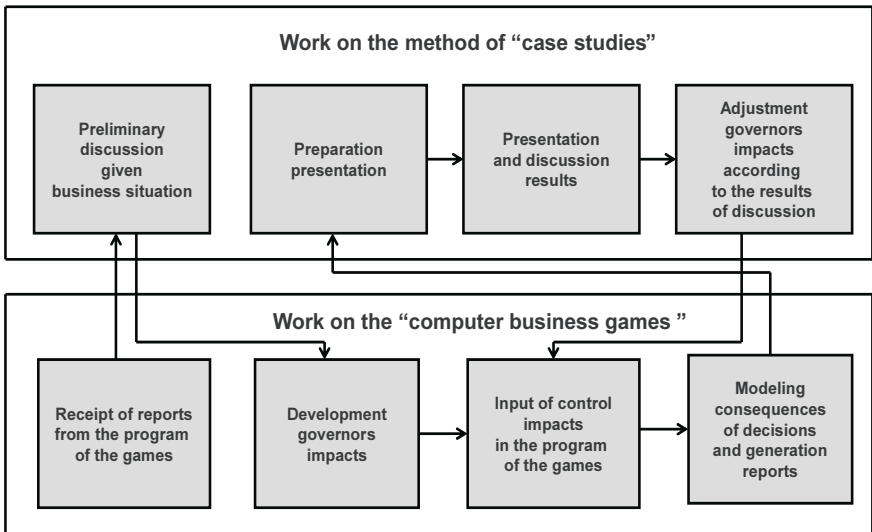 Work on the method of “case studies”
Preliminary
discussion
given
business situation
Preparation
presentation
Presentation
and discussion
results
Adjustment
governors
impacts
according
to the results
of discussion
Work on the “computer business games ”
Receipt of reports
from the program
of the games
Development
governors
impacts
Input of control
impacts
in the program
of the games
Modeling
consequences
of decisions
and generation
reports